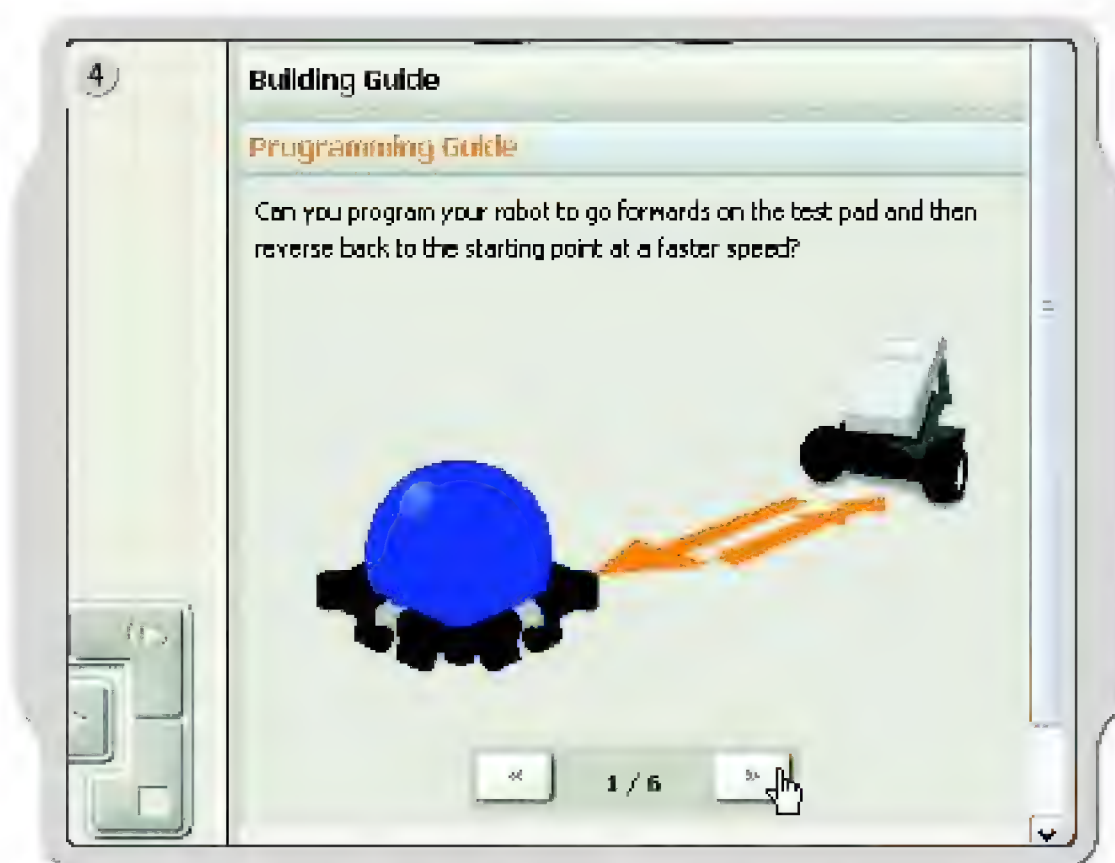 4
Building Guide
Programming Guide
Can you program your robot to go forwards on the test pad and then
reverse back to the starting point at a faster speed?
« 1 / 6 »